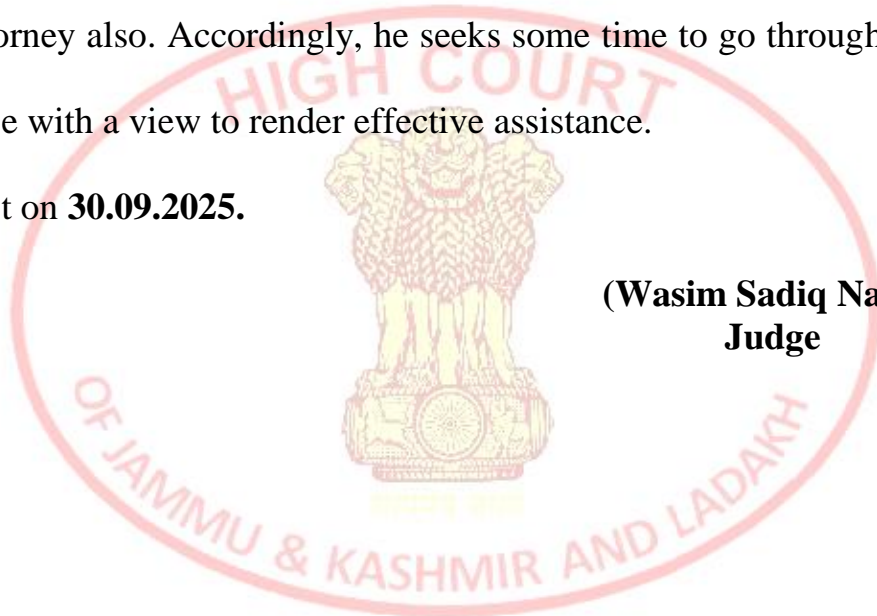 HIGH COURT
orney also. Accordingly, he seeks some time to go through
e with a view to render effective assistance.
t on 30.09.2025.
(Wasim Sadiq Na
Judge
OF JAMMU & KASHMIR AND LADAKH